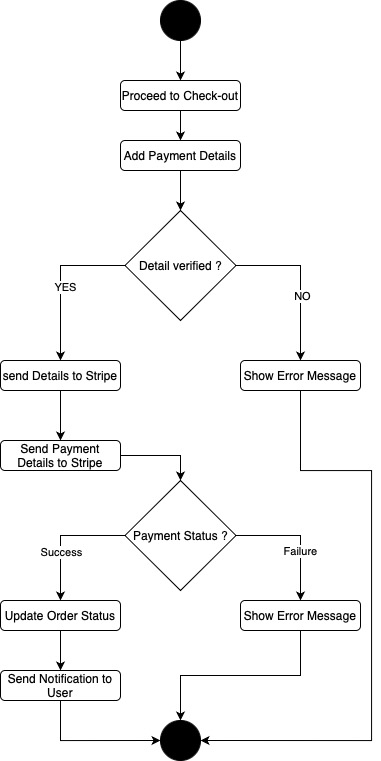 Proceed to Check-out
Add Payment Details
Detail verified ?
YES
NO
send Details to Stripe
Show Error Message
Send Payment
Details to Stripe
Payment Status ?
Success
Failure
Update Order Status
Show Error Message
Send Notification to
User